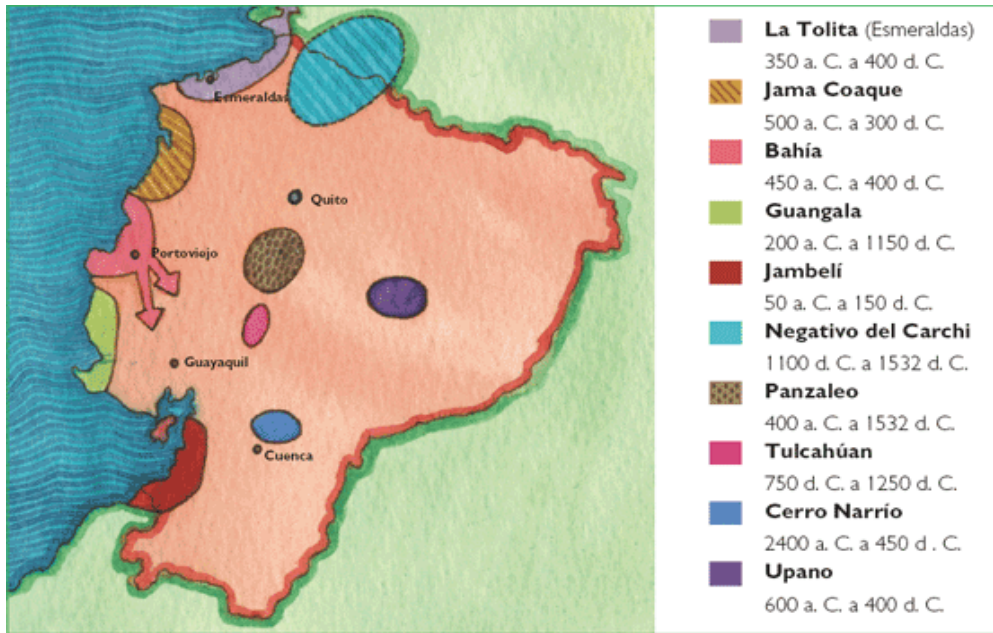 Esmeraldas
Quito
Portoviejo
Guayaquil
Cuenca
La Tolita (Esmeraldas)
350 a. C. a 400 d. C.
Jama Coaque
500 a. C. a 300 d. C.
Bahía
450 a. C. a 400 d. C.
Guangala
200 a. C. a 1150 d. C.
Jambelí
50 a. C. a 150 d. C.
Negativo del Carchi
1100 d. C. a 1532 d. C.
Panzaleo
400 a. C. a 1532 d. C.
Tulcahúan
750 d. C. a 1250 d. C.
Cerro Narrío
2400 a. C. a 450 d . C.
Upano
600 a. C. a 400 d. C.